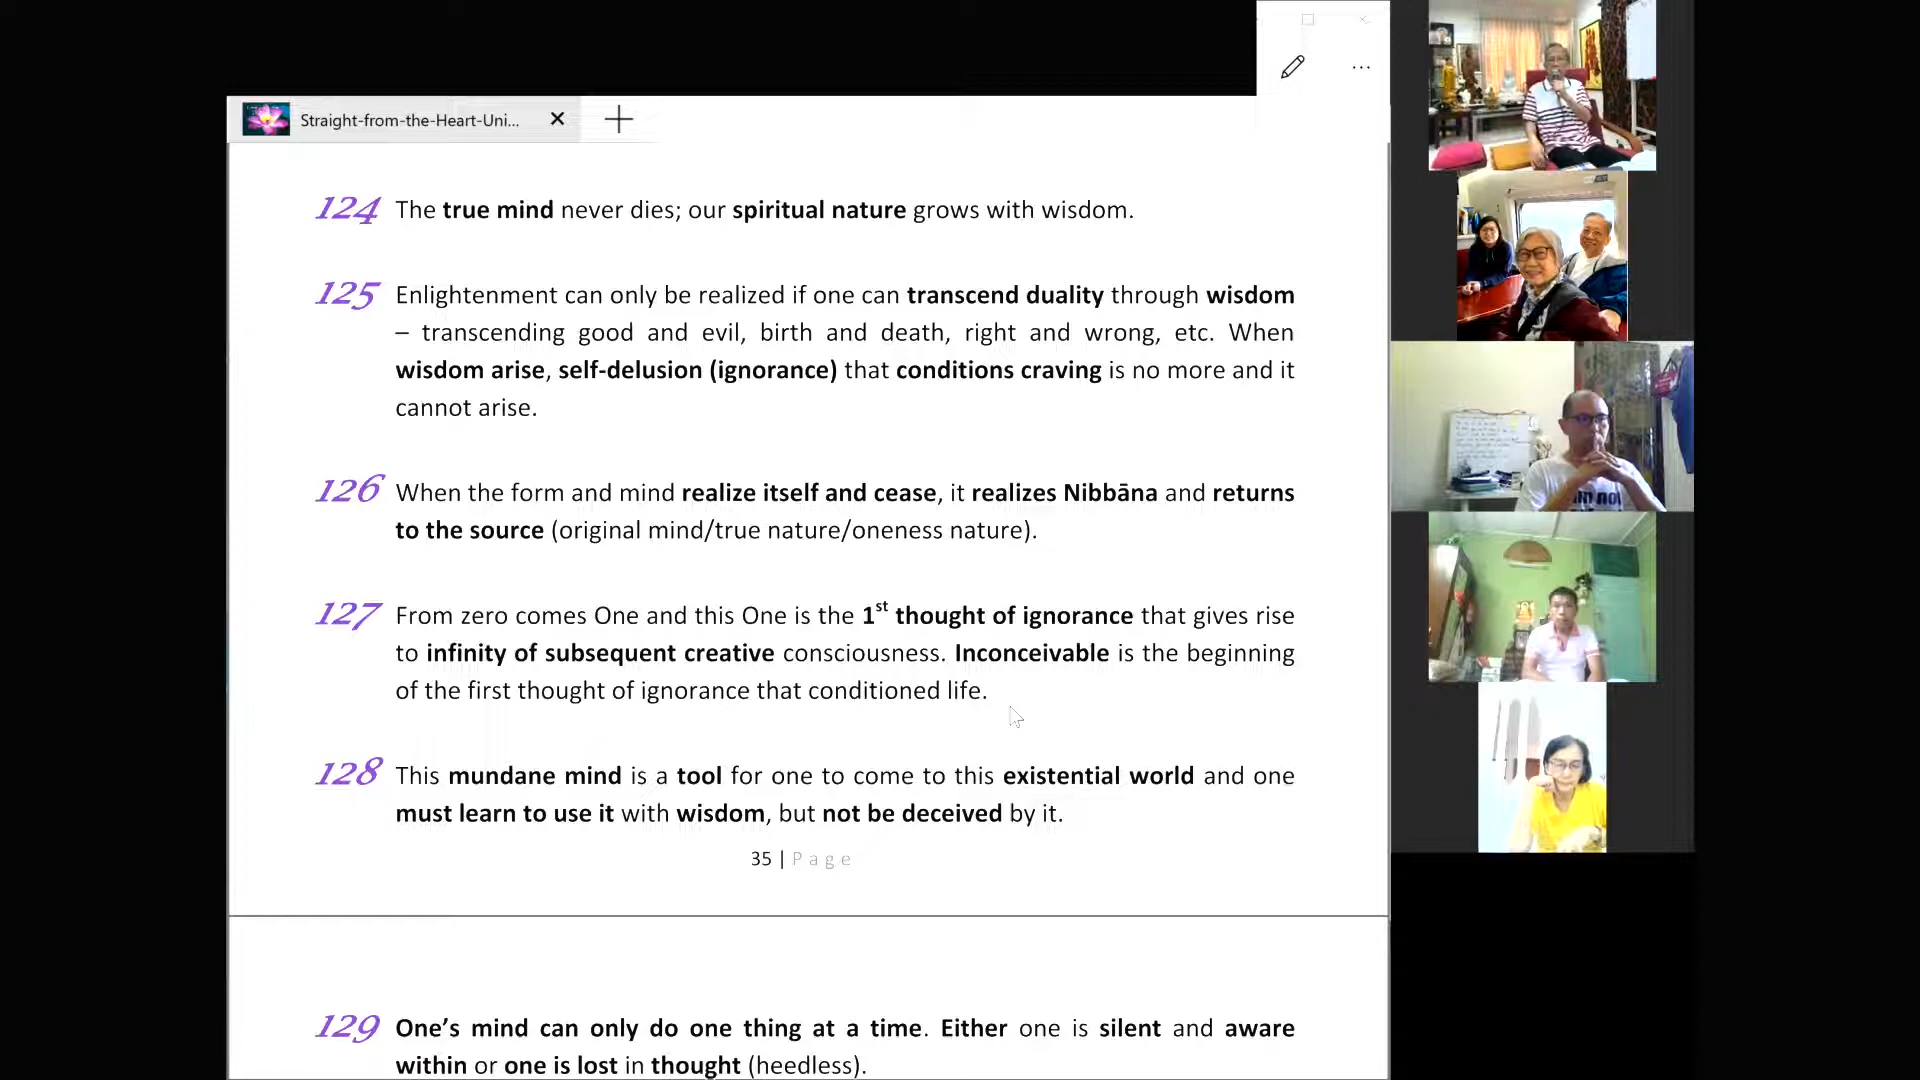 Straight-from-the-Heart-Uni...
124 The true mind never dies; our spiritual nature grows with wisdom.
125 Enlightenment can only be realized if one can transcend duality through wisdom
– transcending good and evil, birth and death, right and wrong, etc. When
wisdom arise, self-delusion (ignorance) that conditions craving is no more and it
cannot arise.
126 When the form and mind realize itself and cease, it realizes Nibbāna and returns
to the source (original mind/true nature/oneness nature).
127 From zero comes One and this One is the 1st thought of ignorance that gives rise
to infinity of subsequent creative consciousness. Inconceivable is the beginning
of the first thought of ignorance that conditioned life.
128 This mundane mind is a tool for one to come to this existential world and one
must learn to use it with wisdom, but not be deceived by it.
35 | Page
129 One's mind can only do one thing at a time. Either one is silent and aware
within or one is lost in thought (heedless).